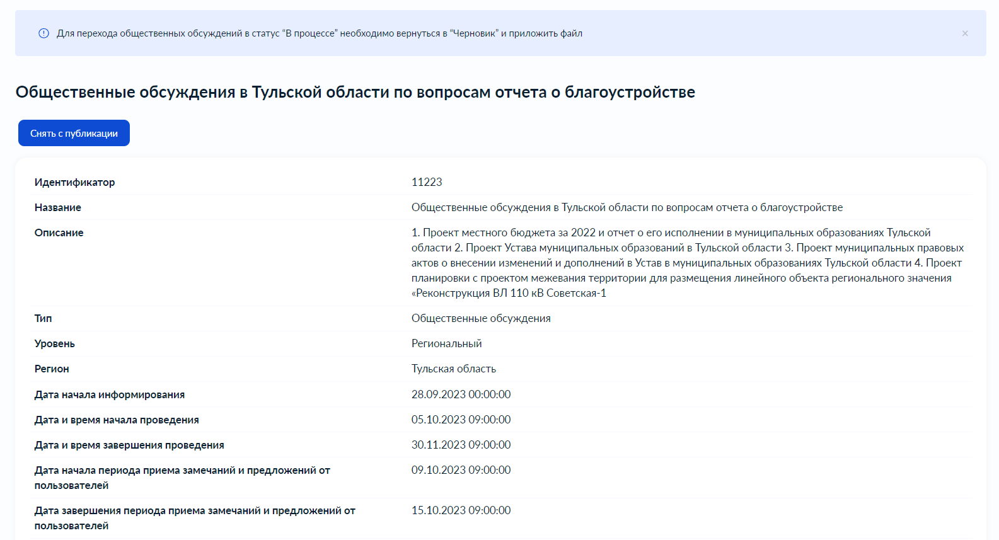 Для перехода общественных обсуждений в статус “В процессе” необходимо вернуться в “Черновик” и приложить файл
Общественные обсуждения в Тульской области по вопросам отчета о благоустройстве
Снять с публикации
Идентификатор 11223
Название Общественные обсуждения в Тульской области по вопросам отчета о благоустройстве
Описание 1. Проект местного бюджета за 2022 и отчет о его исполнении в муниципальных образованиях Тульской
области 2. Проект Устава муниципальных образований в Тульской области 3. Проект муниципальных правовых
актов о внесении изменений и дополнений в Устав в муниципальных образованиях Тульской области 4. Проект
планировки с проектом межевания территории для размещения линейного объекта регионального значения
«Реконструкция ВЛ 110 кВ Советская-1
Тип Общественные обсуждения
Уровень Региональный
Регион Тульская область
Дата начала информирования 28.09.2023 00:00:00
Дата и время начала проведения 05.10.2023 09:00:00
Дата и время завершения проведения 30.11.2023 09:00:00
Дата начала периода приема замечаний и предложений от 09.10.2023 09:00:00
пользователей
Дата завершения периода приема замечаний и предложений от 15.10.2023 09:00:00
пользователей